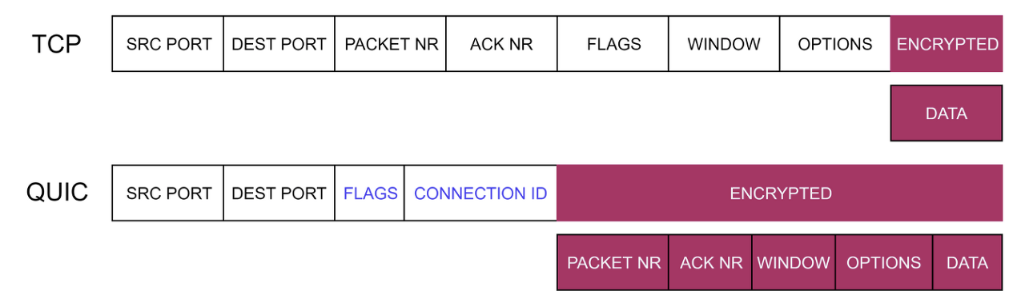 TCP SRC PORT DEST PORT PACKET NR ACK NR FLAGS WINDOW OPTIONS ENCRYPTED
DATA
QUIC SRC PORT DEST PORT FLAGS CONNECTION ID ENCRYPTED
PACKET NR ACK NR WINDOW OPTIONS DATA